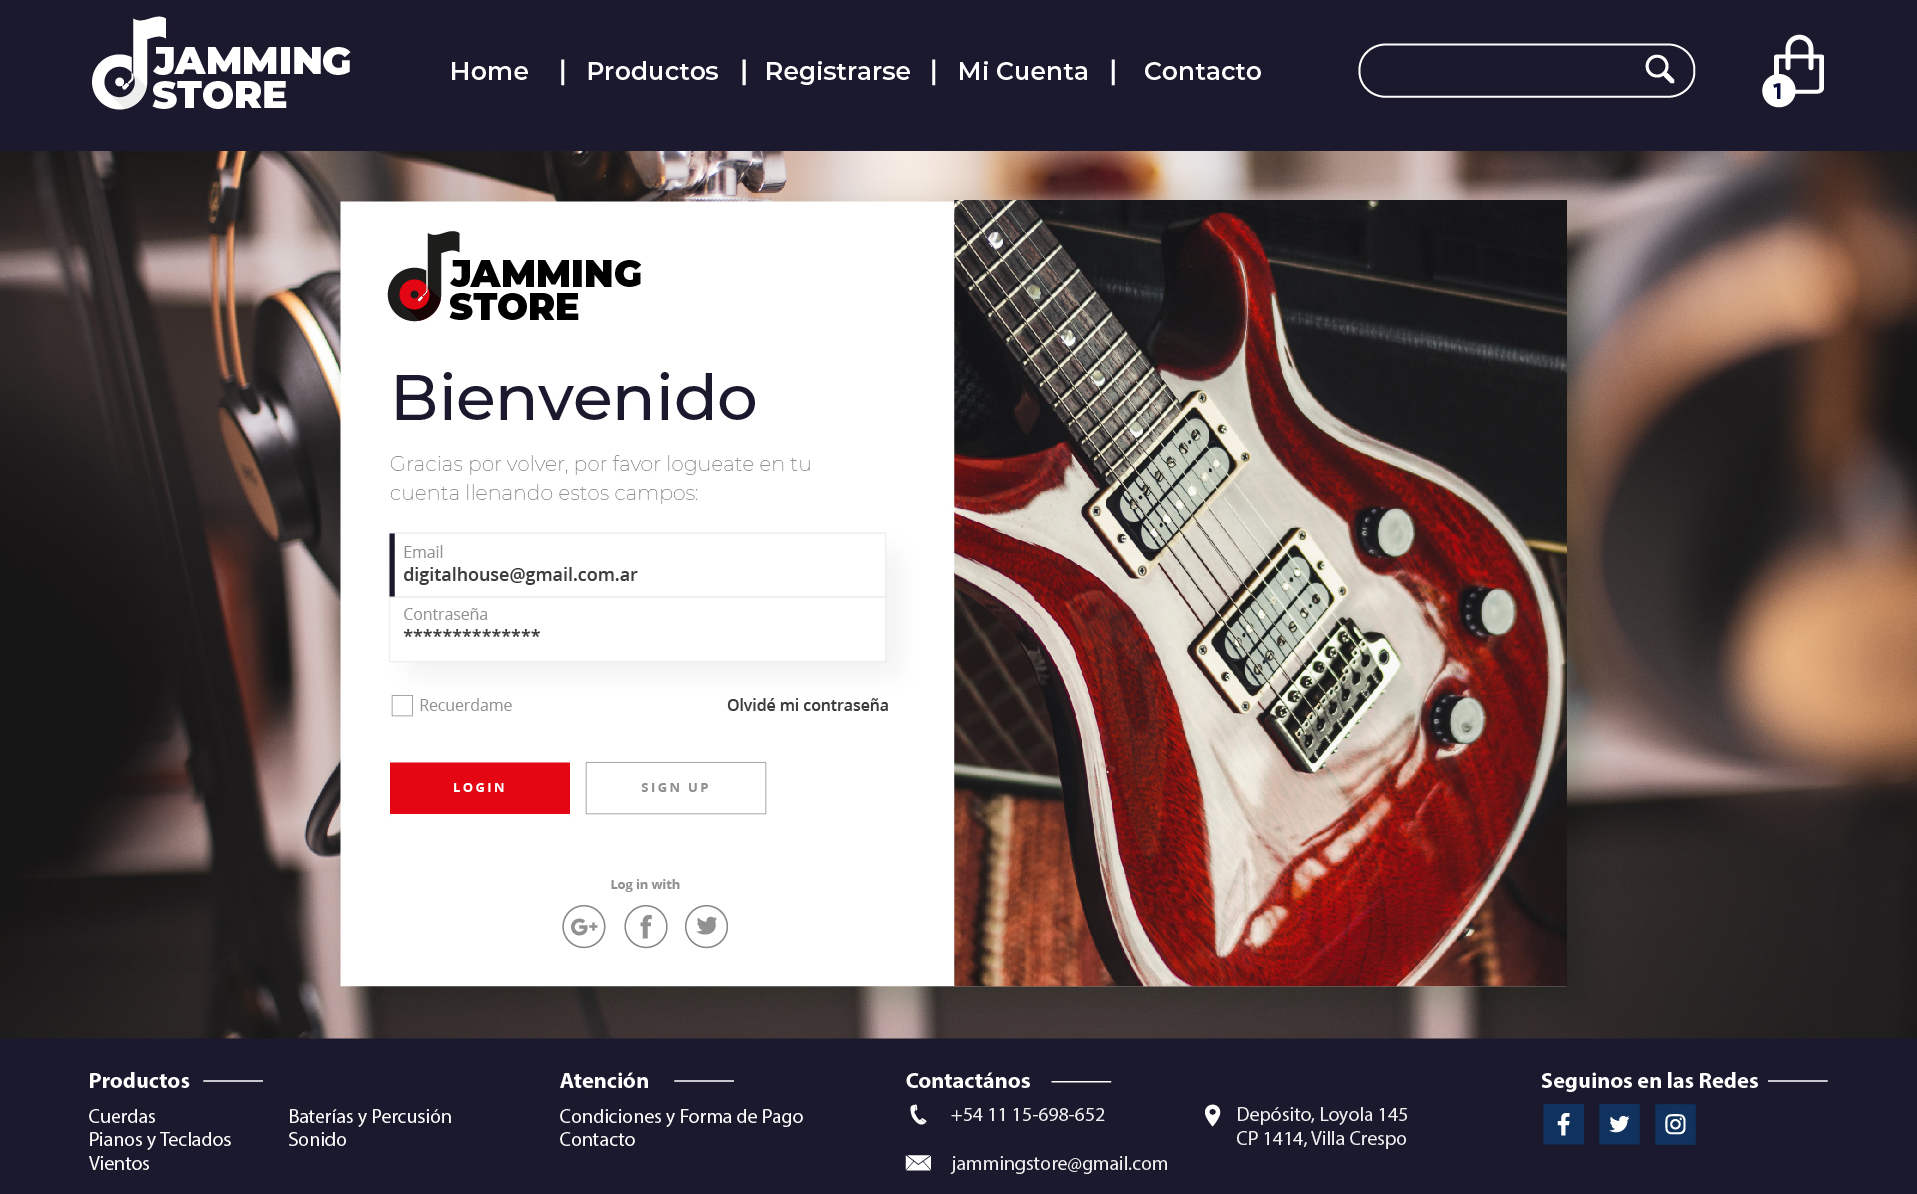 JAMMING
STORE
Home | Productos | Registrarse | Mi Cuenta | Contacto
1
JAMMING
STORE
Bienvenido
Gracias por volver, por favor logueate en tu
cuenta llenando estos campos:
Email
digitalhouse@gmail.com.ar
Contraseña
**************
Recuerdame
Olvidé mi contraseña
LOGIN
SIGN UP
Log in with
G+
Productos
Cuerdas
Pianos y Teclados
Vientos
Baterías y Percusión
Sonido
Atención
Condiciones y Forma de Pago
Contacto
Contactános
+54 11 15-698-652
jammingstore@gmail.com
Depósito, Loyola 145
CP 1414, Villa Crespo
Seguinos en las Redes